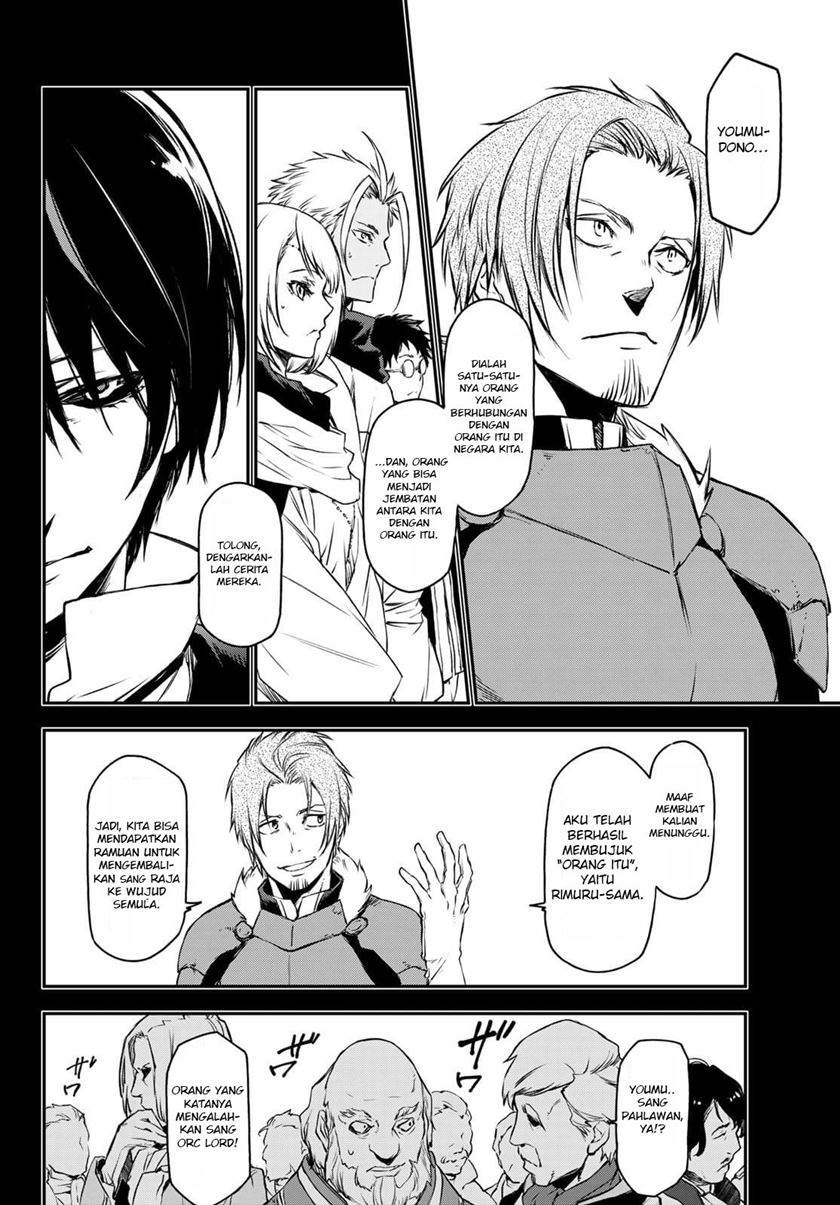 YOUMU-
DONO...
DIALAH
SATU-SATU-
NYA ORANG
YANG
BERHUBUNGAN
DENGAN
ORANG ITU DI
NEGARA KITA.
...DAN, ORANG
YANG BISA
MENJADI
JEMBATAN
ANTARA KITA
DENGAN
ORANG ITU.
TOLONG,
DENGARKAN-
LAH CERITA
MEREKA.
MAAF
MEMBUAT
KALIAN
MENUNGGU.
AKU TELAH
BERHASIL
MEMBUJUK
"ORANG ITU",
YAITU
RIMURU-SAMA.
JADI, KITA BISA
MENDAPATKAN
RAMUAN UNTUK
MENGEMBALI-
KAN SANG RAJA
KE WUJUD
SEMULA.
YOUMU..
SANG
PAHLAWAN,
YA!?
ザワ
ザワ
ザワ
ORANG YANG
KATANYA
MENGALAH-
KAN SANG
ORC LORD!